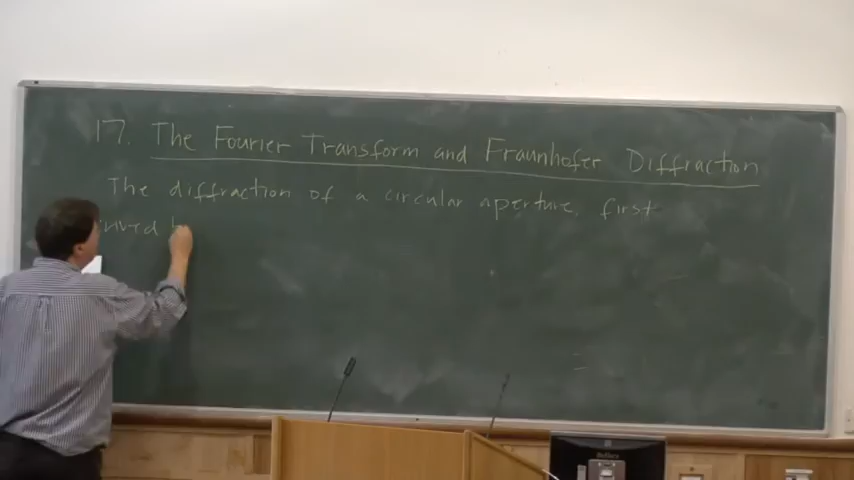 17. The Fourier Transform and Fraunhofer Diffraction
The diffraction of a circular aperture, first